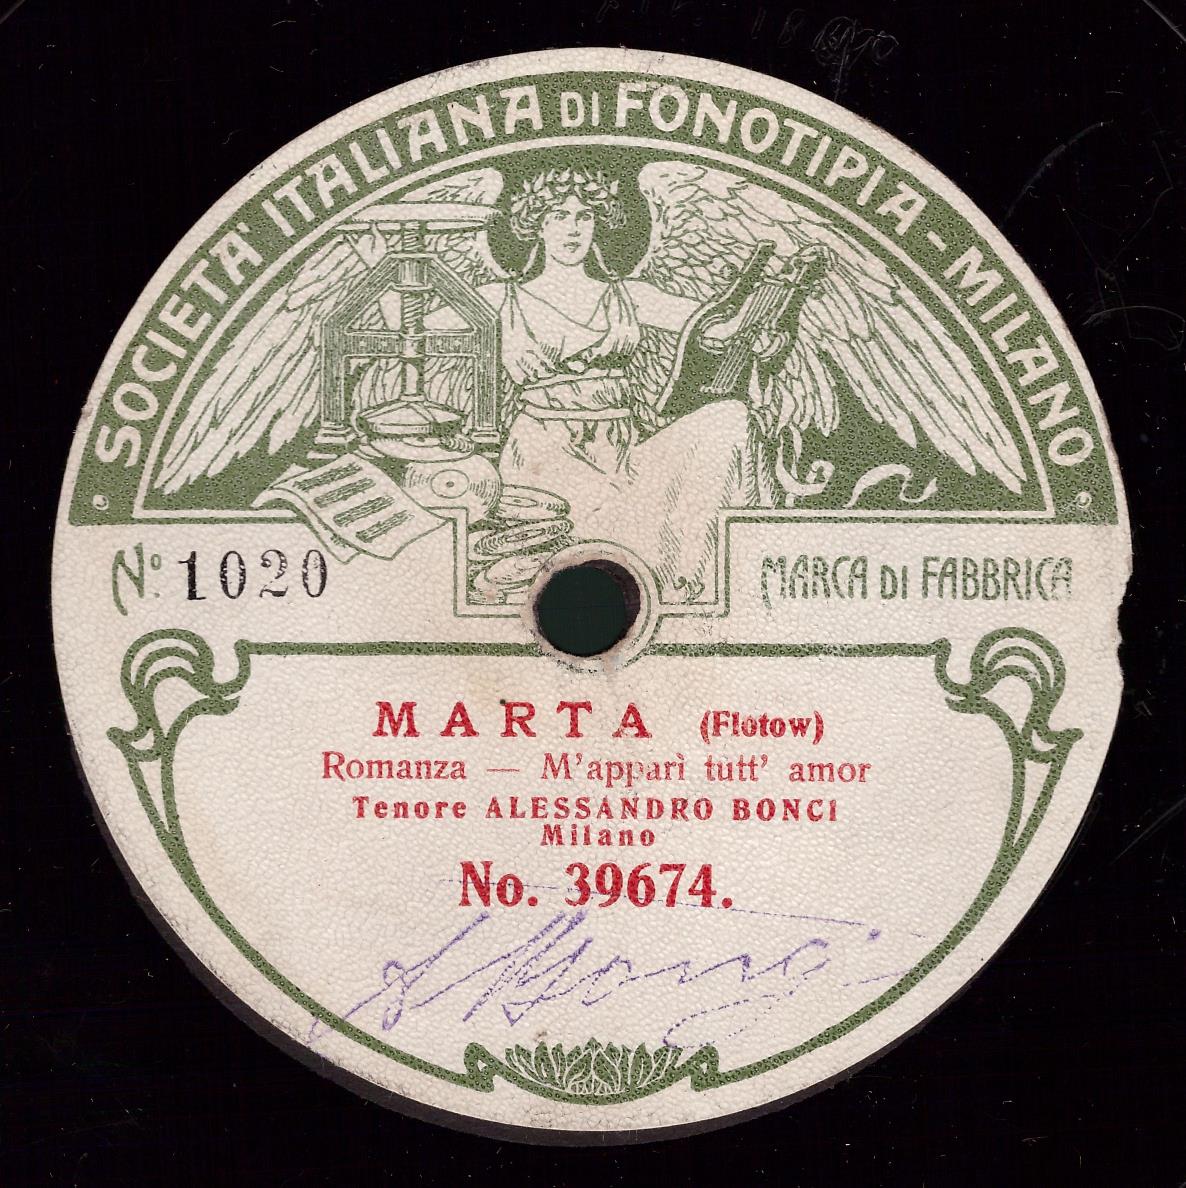 SOCIETA' ITALIANA DI FONOTIPIA - MILANO
No. 1020
MARCA DI FABBRICA
MARTA (Flotow)
Romanza — M'apparì tutt' amor
Tenore ALESSANDRO BONCI
Milano
No. 39674.